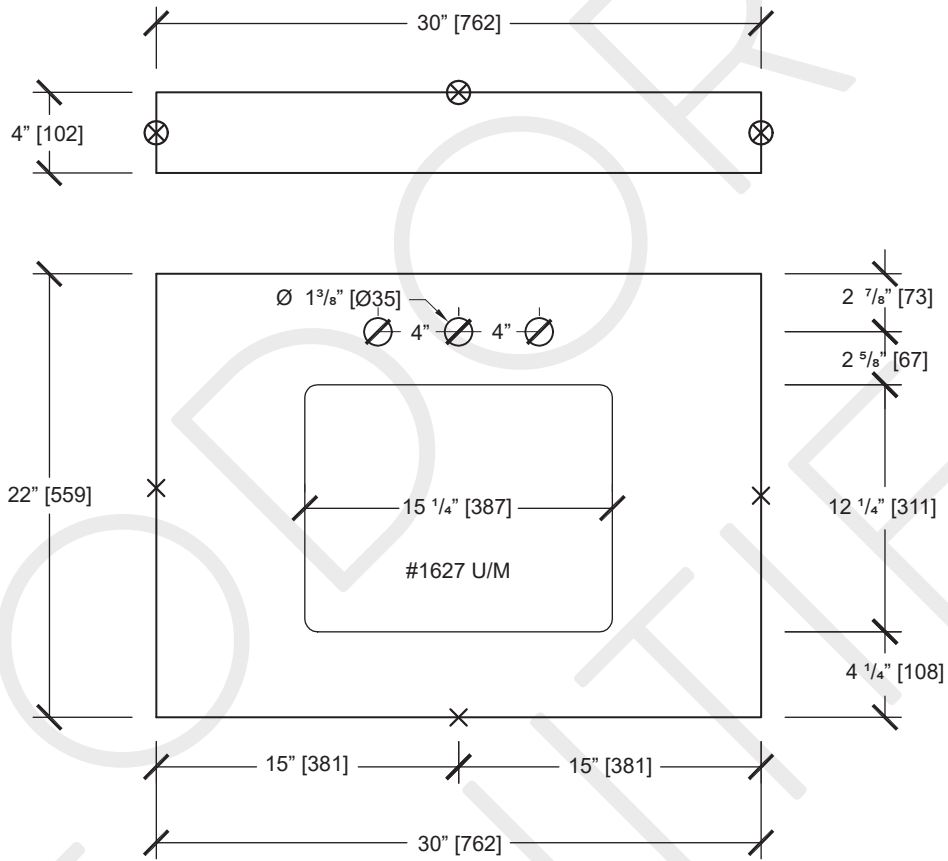 30” [762]
4” [102]
Ø 1³/₈” [Ø35]
2 ⁷/₈” [73]
4” 4”
2 ⁵/₈” [67]
22” [559]
15 ¹/₄” [387]
12 ¹/₄” [311]
#1627 U/M
4 ¹/₄” [108]
15” [381] 15” [381]
30” [762]